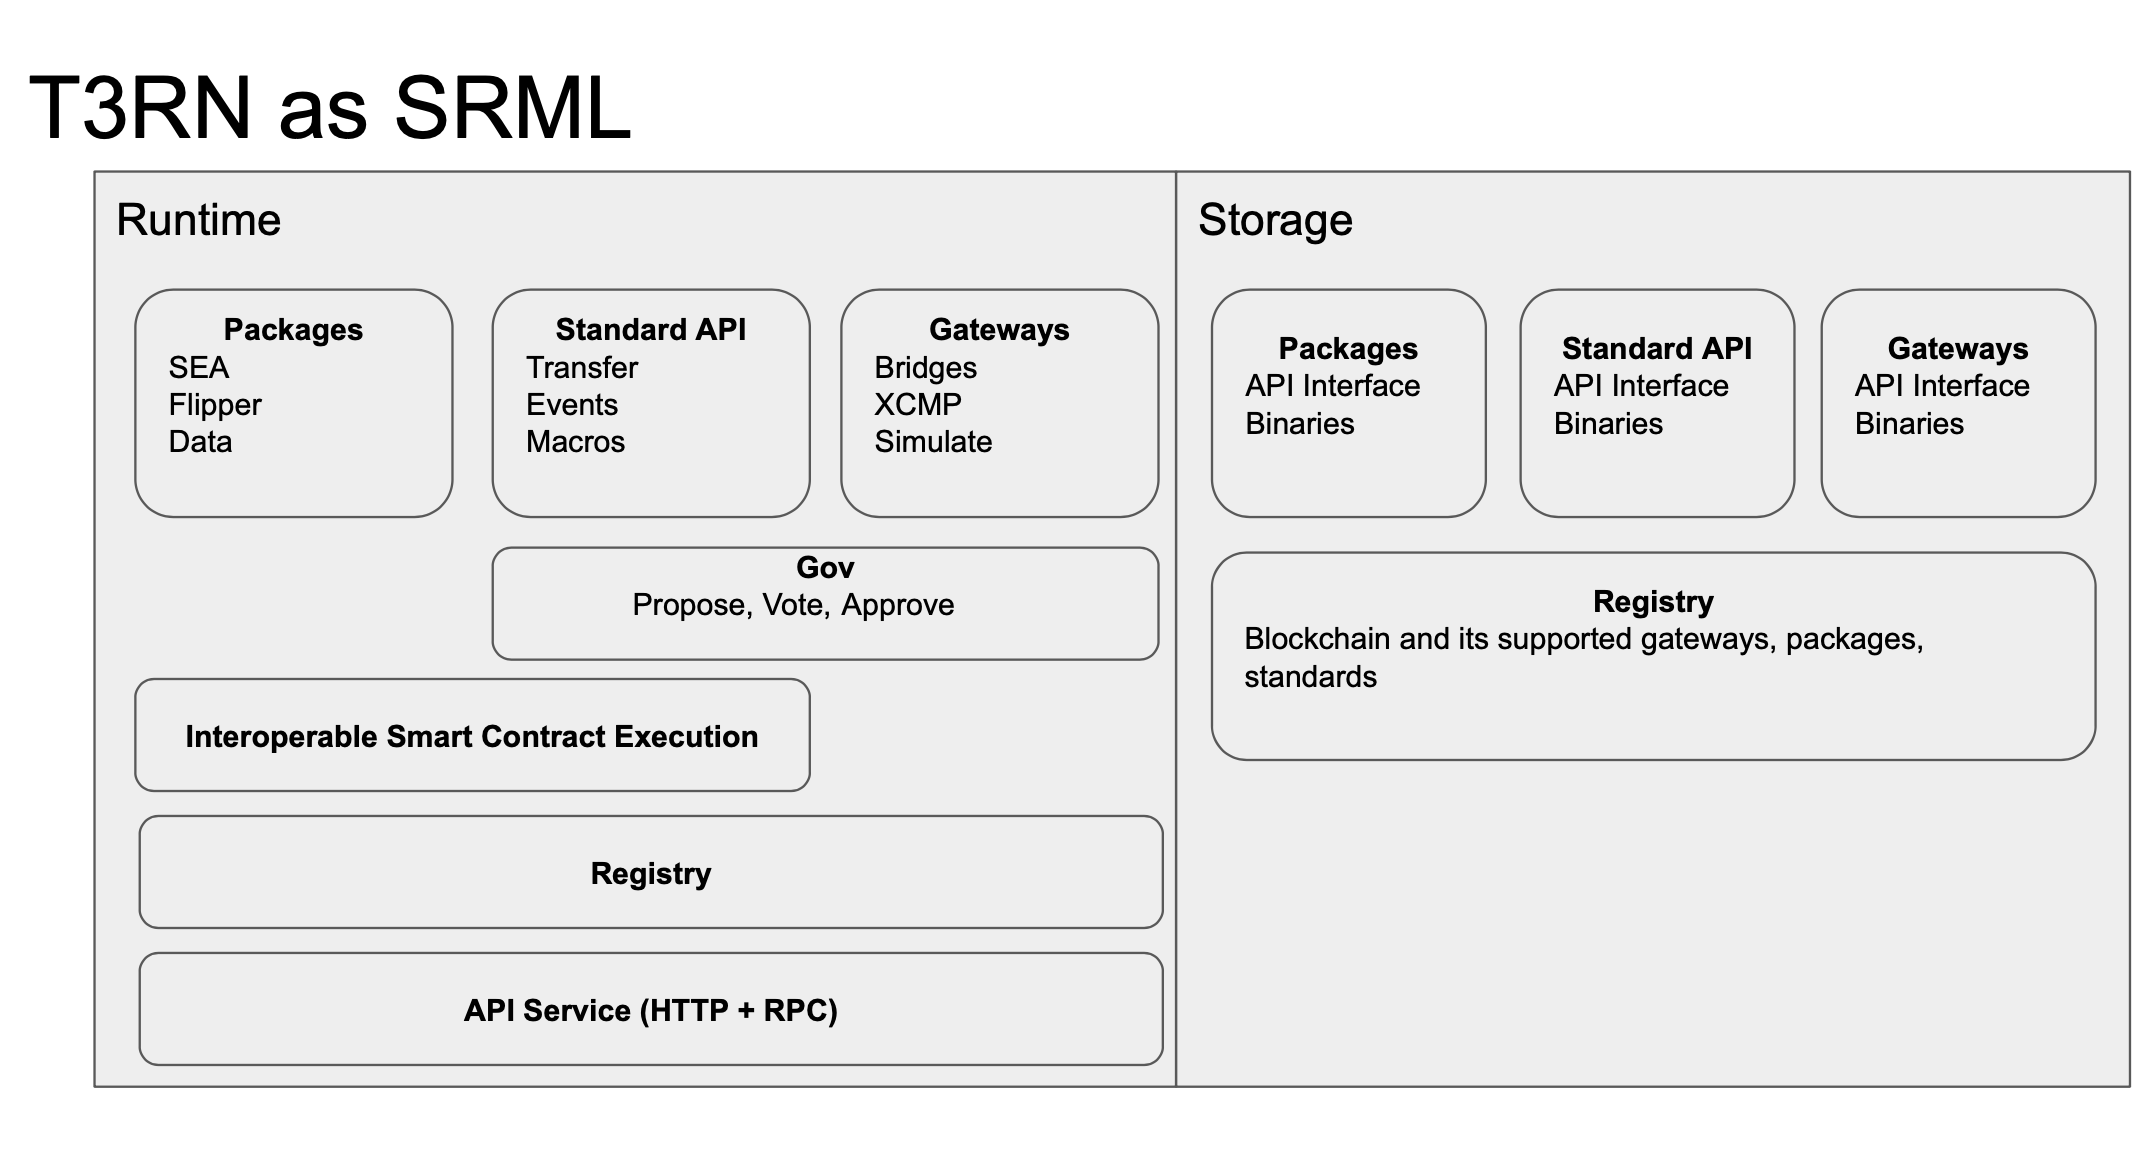 T3RN as SRML
Runtime
Packages
SEA
Flipper
Data
Standard API
Transfer
Events
Macros
Gateways
Bridges
XCMP
Simulate
Gov
Propose, Vote, Approve
Interoperable Smart Contract Execution
Registry
API Service (HTTP + RPC)
Storage
Packages
API Interface
Binaries
Standard API
API Interface
Binaries
Gateways
API Interface
Binaries
Registry
Blockchain and its supported gateways, packages,
standards